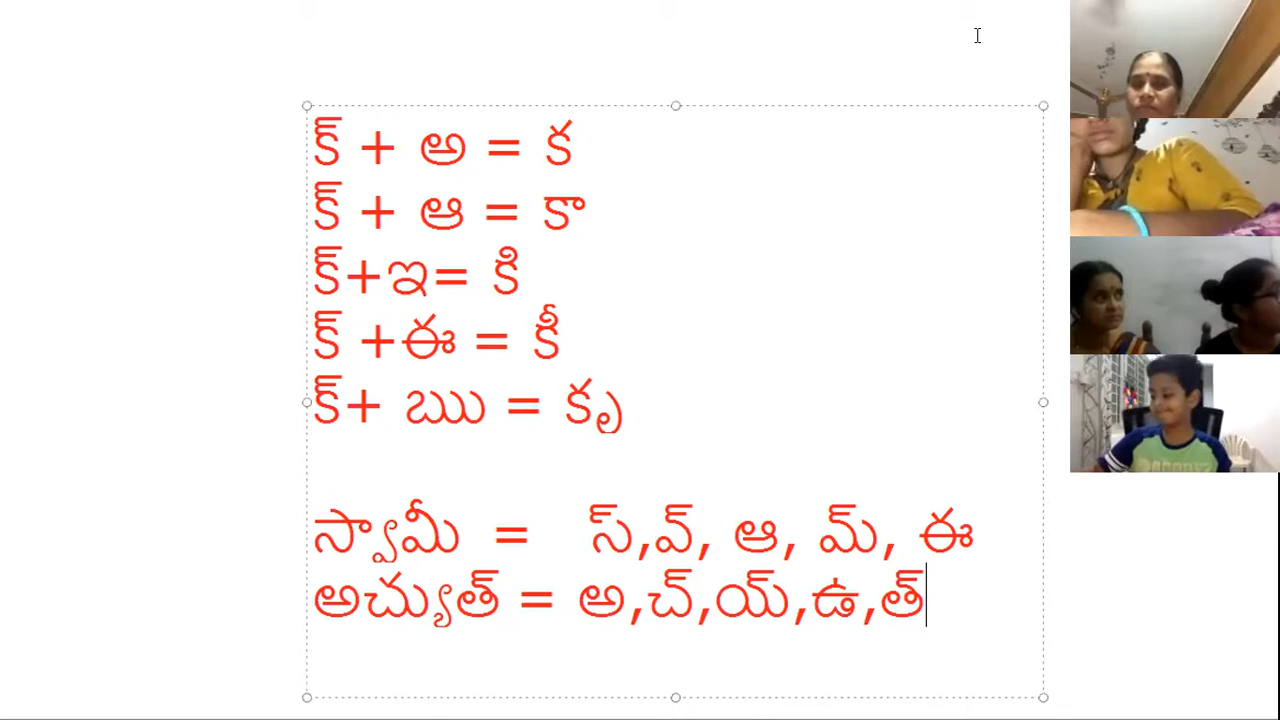 క్ + అ = క
క్ + ఆ = కా
క్+ఇ= కి
క్ +ఈ = కీ
క్+ ఋ = కృ
స్వామీ = స్,వ్, ఆ, మ్, ఈ
అచ్యుత్ = అ,చ్,య్,ఉ,త్